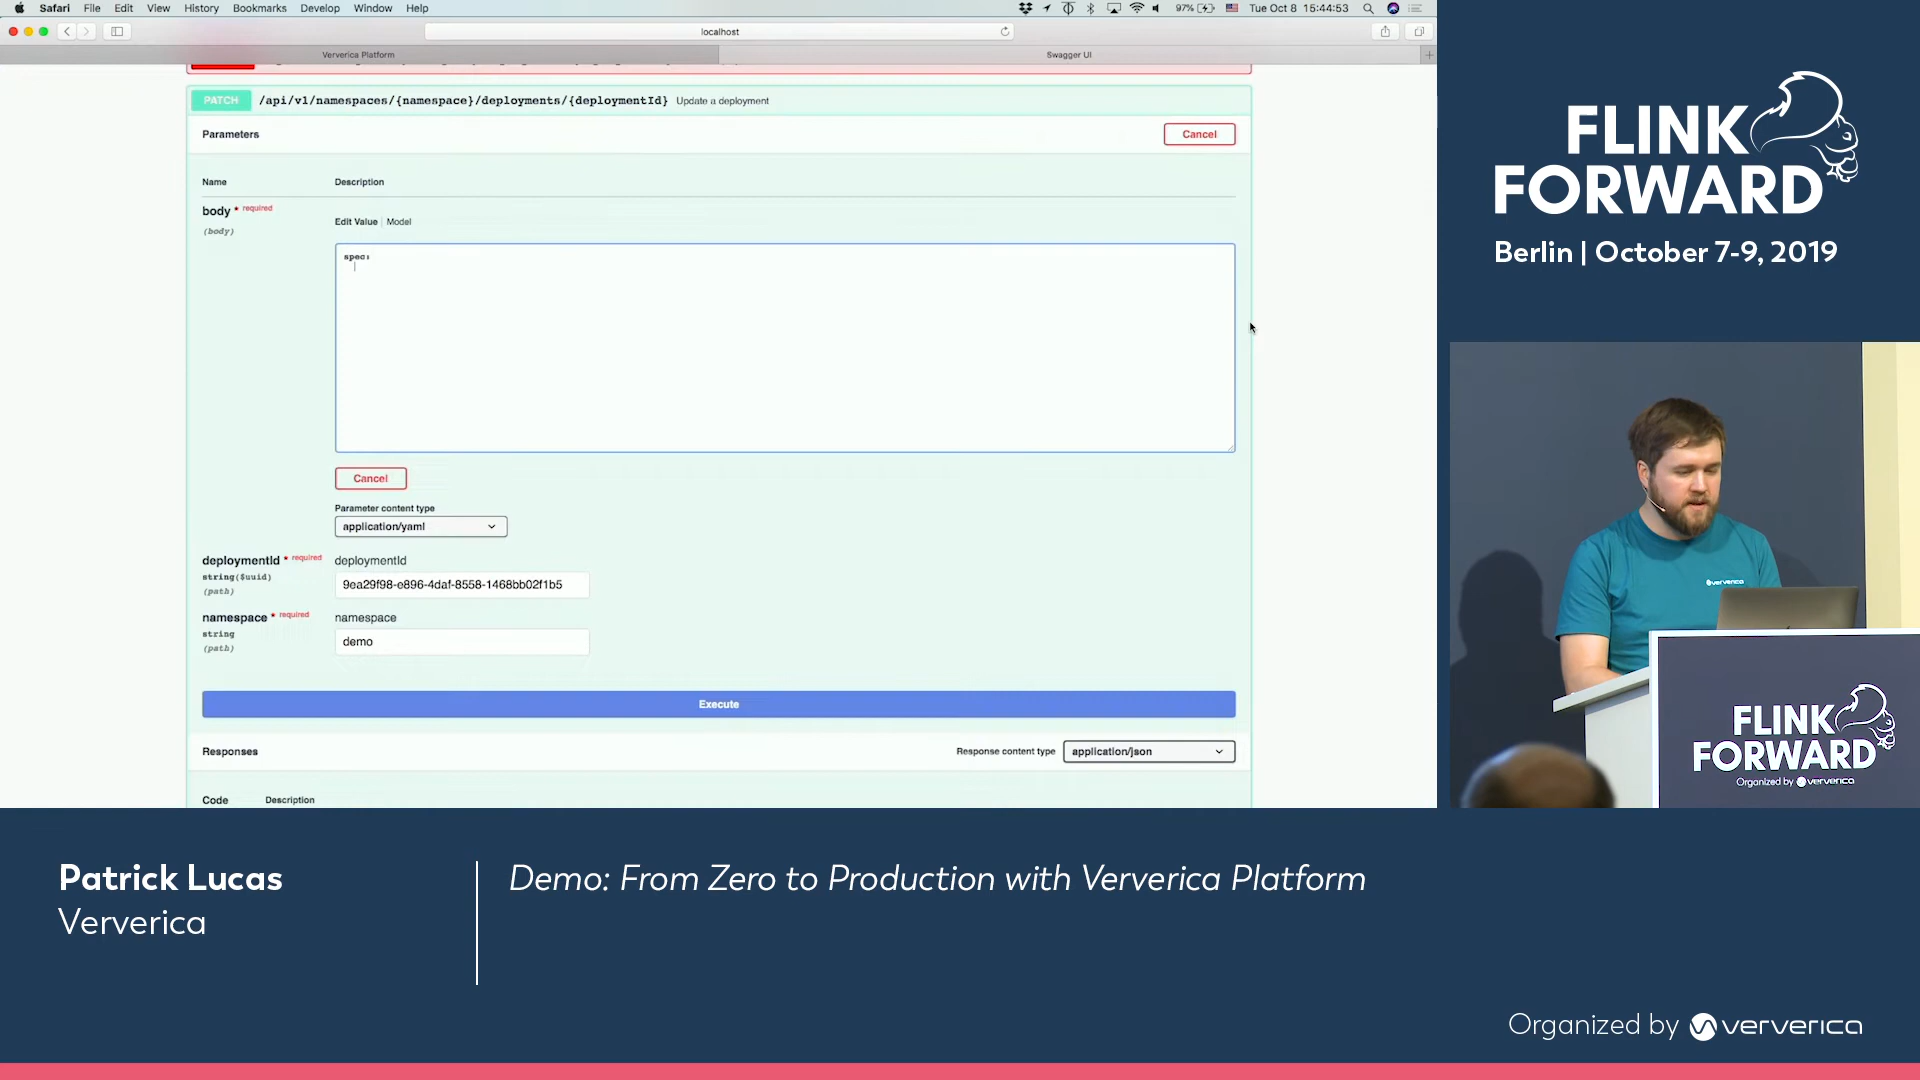 Safari File Edit View History Bookmarks Develop Window Help
97% Tue Oct 8 15:44:53
localhost
Ververica Platform
Swagger UI
PATCH /api/v1/namespaces/{namespace}/deployments/{deploymentId} Update a deployment
Parameters
Cancel
Name Description
body * required
(body)
Edit Value Model
spec:
Cancel
Parameter content type
application/yaml
deploymentId * required
string($uuid)
(path)
deploymentId
9ea29f98-e896-4daf-8558-1468bb02f1b5
namespace * required
string
(path)
namespace
demo
Execute
Responses
Response content type application/json
Code Description
FLINK
FORWARD
Berlin | October 7-9, 2019
ververica
FLINK
FORWARD
Organized by ververica
Patrick Lucas
Ververica
Demo: From Zero to Production with Ververica Platform
Organized by ververica